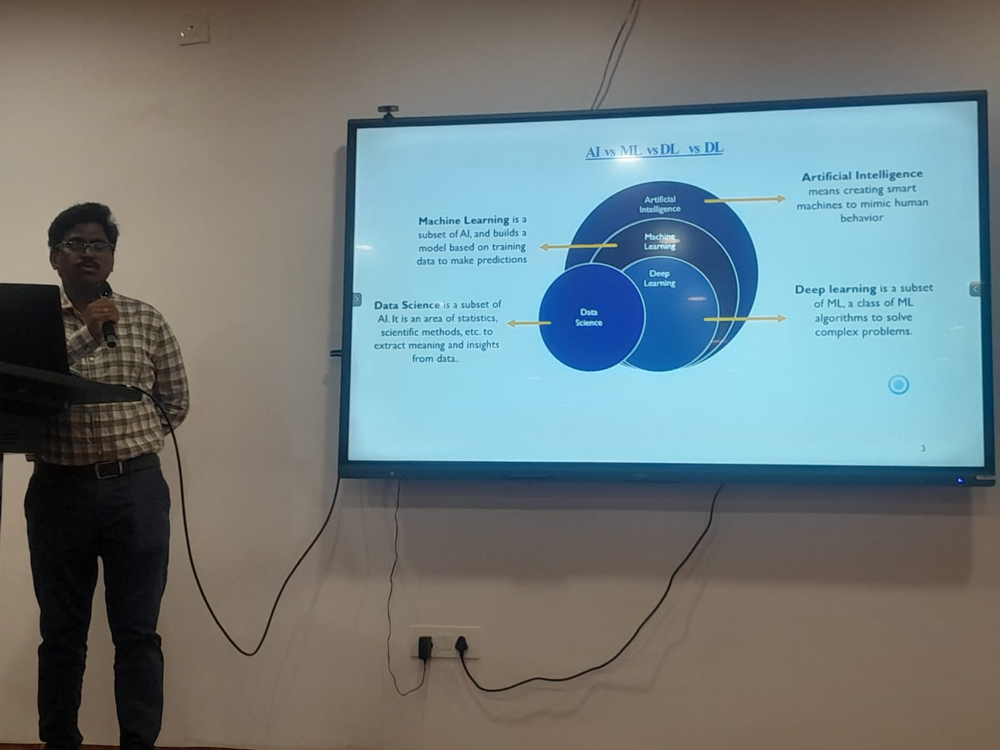 AI vs ML vs DL vs DL
Artificial Intelligence
means creating smart
machines to mimic human
behavior
Machine Learning is a
subset of AI, and builds a
model based on training
data to make predictions
Artificial
Intelligence
Machine
Learning
Deep
Learning
Data
Science
Data Science is a subset of
AI. It is an area of statistics,
scientific methods, etc. to
extract meaning and insights
from data..
Deep learning is a subset
of ML, a class of ML
algorithms to solve
complex problems.
3